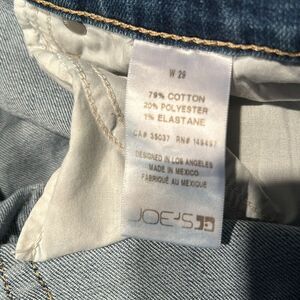 W 29
79% COTTON
20% POLYESTER
1% ELASTANE
CA# 35037 RN# 149497
DESIGNED IN LOS ANGELES
MADE IN MEXICO
FABRIQUÉ AU MEXIQUE
JOE'S